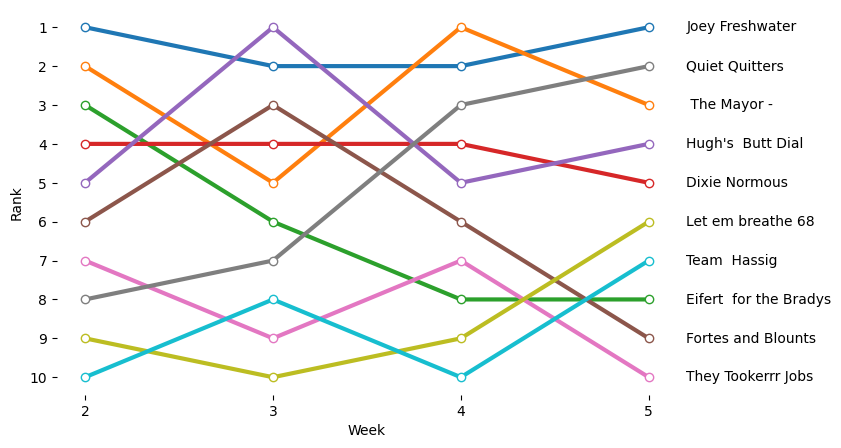 1
Joey Freshwater
2
Quiet Quitters
3
The Mayor -
4
Hugh's  Butt Dial
5
Dixie Normous
Rank
6
Let em breathe 68
7
Team  Hassig
8
Eifert  for the Bradys
9
Fortes and Blounts
10
They Tookerrr Jobs
2 3 4 5
Week